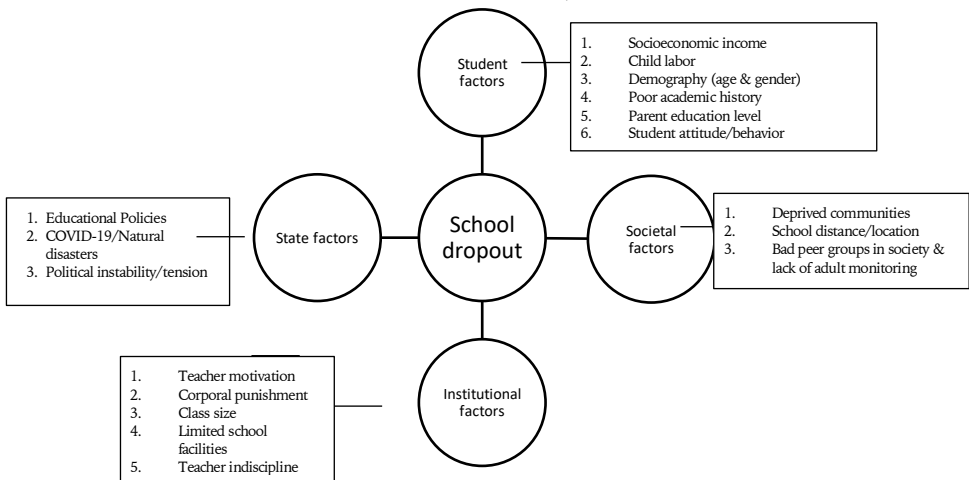 Student
factors
1. Socioeconomic income
2. Child labor
3. Demography (age & gender)
4. Poor academic history
5. Parent education level
6. Student attitude/behavior
1. Educational Policies
2. COVID-19/Natural
disasters
3. Political instability/tension
State factors
School
dropout
Societal
factors
1. Deprived communities
2. School distance/location
3. Bad peer groups in society &
lack of adult monitoring
1. Teacher motivation
2. Corporal punishment
3. Class size
4. Limited school
facilities
5. Teacher indiscipline
Institutional
factors